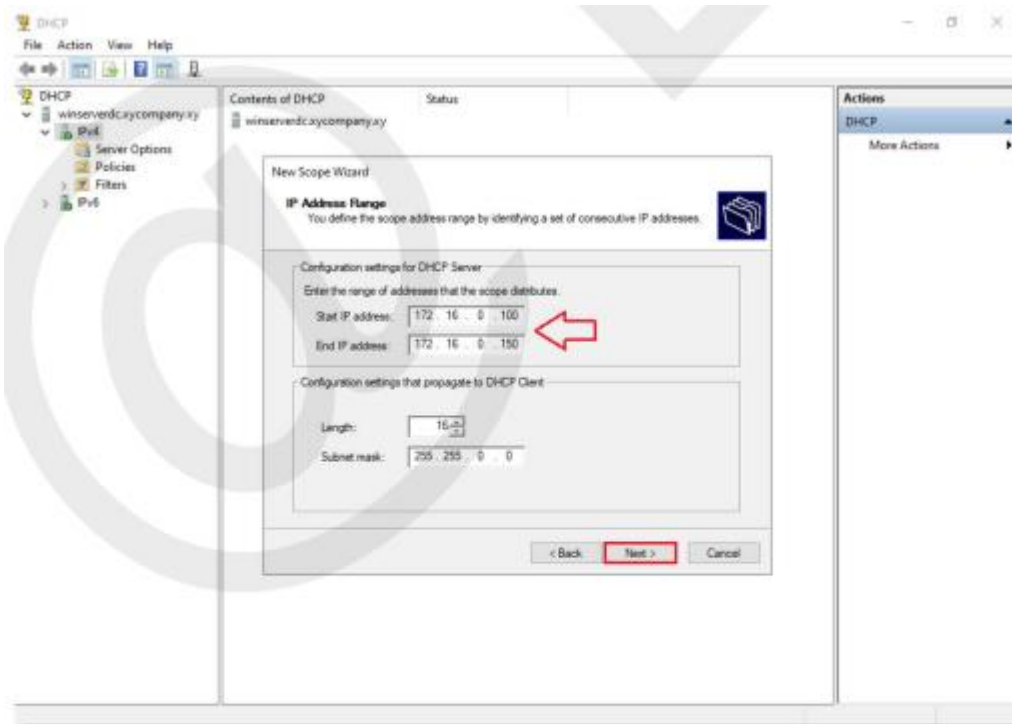 DHCP
File Action View Help
DHCP
winserverdc.xycompany.xy
IPv4
Server Options
Policies
Filters
IPv6
Contents of DHCP Status
winserverdc.xycompany.xy
Actions
DHCP
More Actions
New Scope Wizard
IP Address Range
You define the scope address range by identifying a set of consecutive IP addresses.
Configuration settings for DHCP Server
Enter the range of addresses that the scope distributes.
Start IP address: 172 . 16 . 0 . 100
End IP address: 172 . 16 . 0 . 150
Configuration settings that propagate to DHCP Client
Length: 16
Subnet mask: 255 . 255 . 0 . 0
< Back Next > Cancel